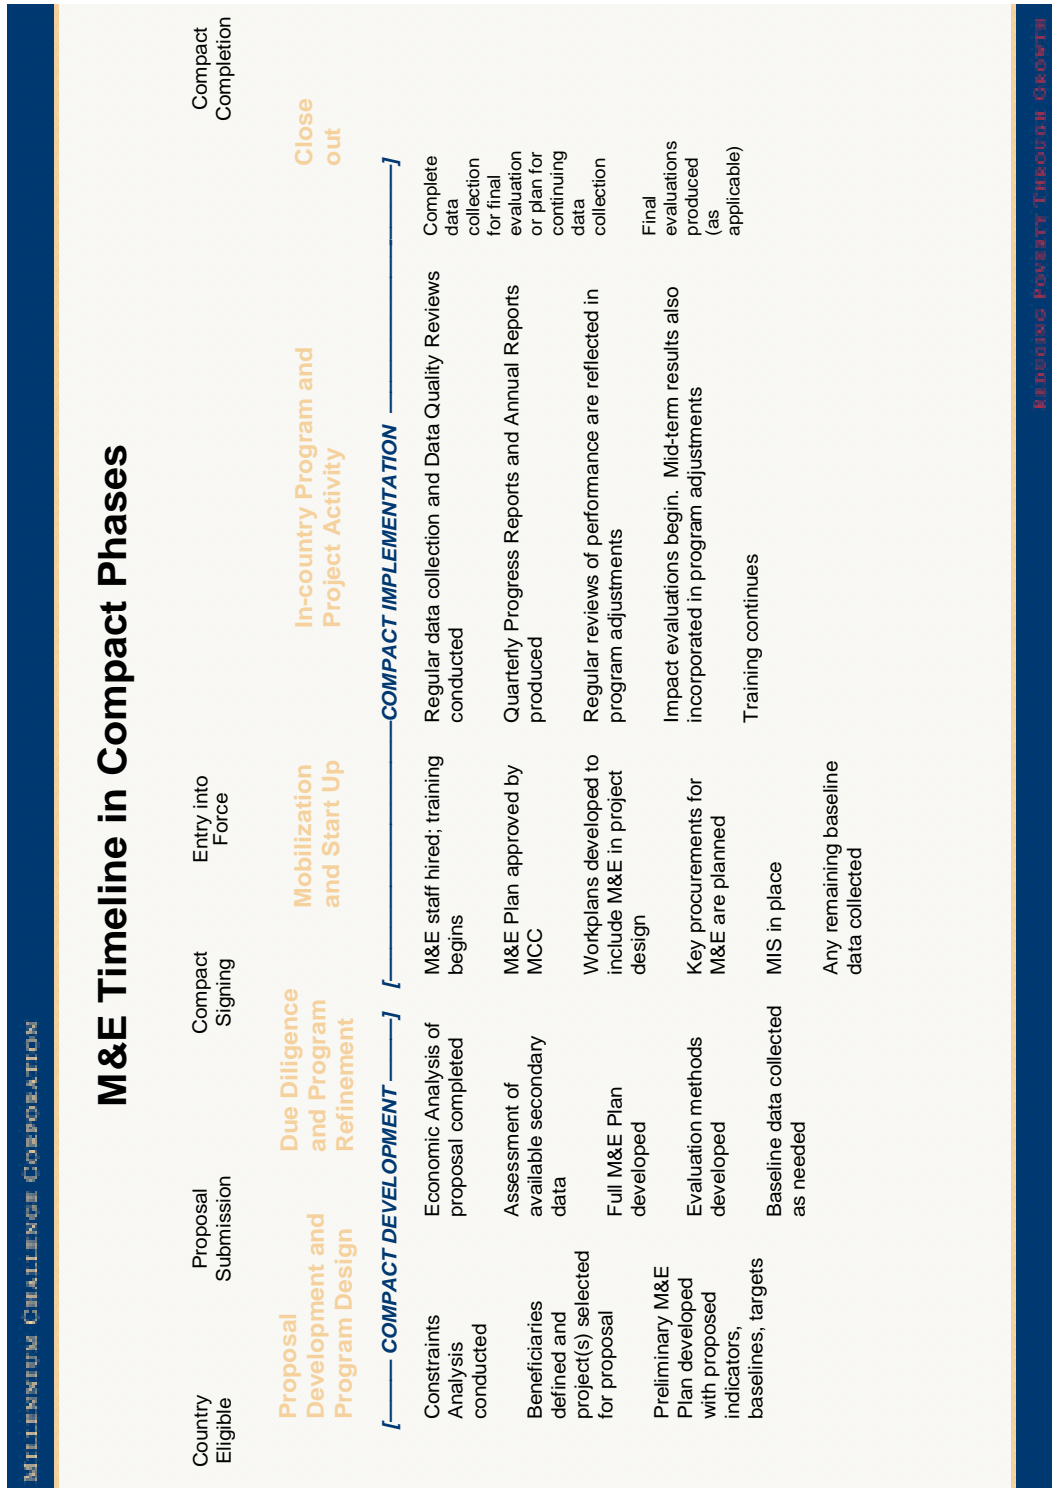 MILLENNIUM CHALLENGE CORPORATION
M&E Timeline in Compact Phases
Country
Eligible
Proposal
Submission
Compact
Signing
Entry into
Force
Compact
Completion
Proposal
Development and
Program Design
Due Diligence
and Program
Refinement
Mobilization
and Start Up
In-country Program and
Project Activity
Close
out
[—— COMPACT DEVELOPMENT ——]
[————————COMPACT IMPLEMENTATION ————————]
Constraints
Analysis
conducted
Beneficiaries
defined and
project(s) selected
for proposal
Preliminary M&E
Plan developed
with proposed
indicators,
baselines, targets
Economic Analysis of
proposal completed
Assessment of
available secondary
data
Full M&E Plan
developed
Evaluation methods
developed
Baseline data collected
as needed
M&E staff hired; training
begins
M&E Plan approved by
MCC
Workplans developed to
include M&E in project
design
Key procurements for
M&E are planned
MIS in place
Any remaining baseline
data collected
Regular data collection and Data Quality Reviews
conducted
Quarterly Progress Reports and Annual Reports
produced
Regular reviews of performance are reflected in
program adjustments
Impact evaluations begin.  Mid-term results also
incorporated in program adjustments
Training continues
Complete
data
collection
for final
evaluation
or plan for
continuing
data
collection
Final
evaluations
produced
(as
applicable)
REDUCING POVERTY THROUGH GROWTH